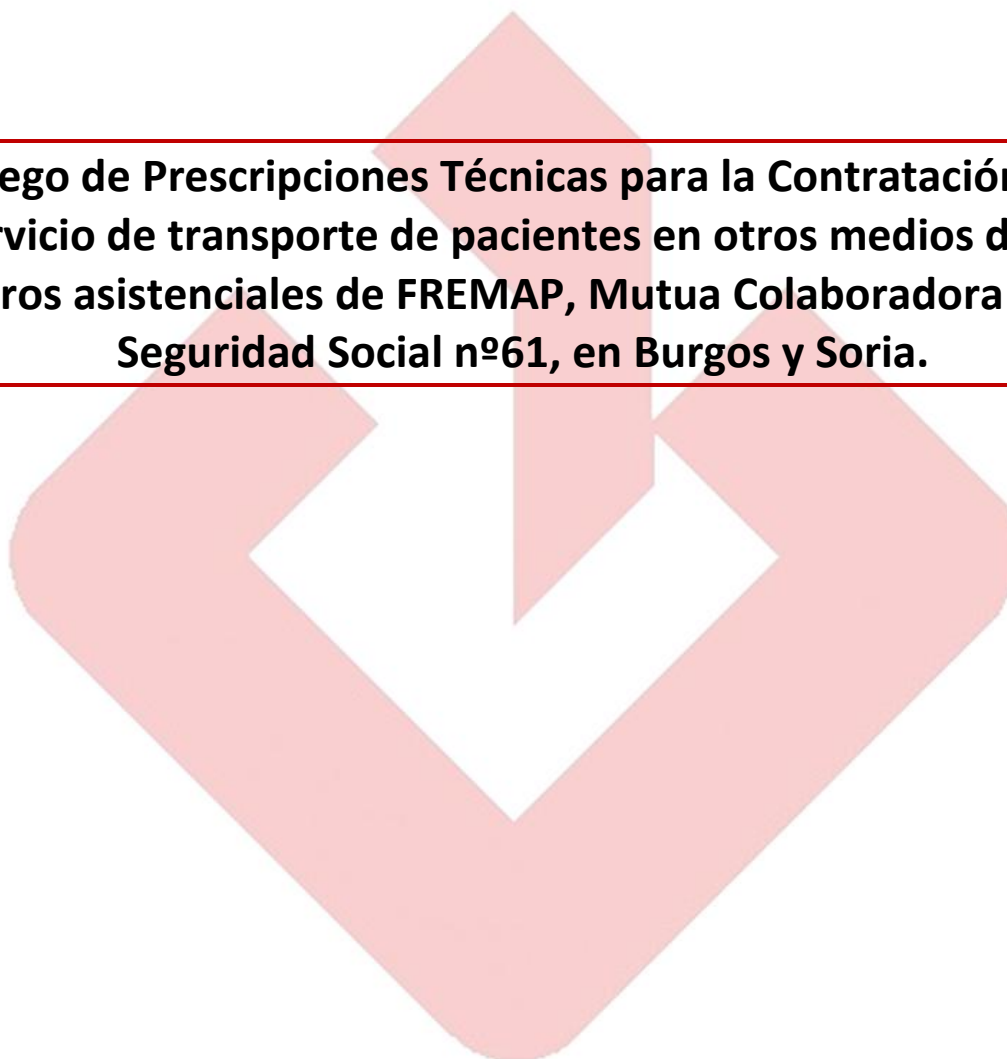 ego de Prescripciones Técnicas para la Contratación
vicio de transporte de pacientes en otros medios d
ros asistenciales de FREMAP, Mutua Colaboradora
Seguridad Social nº61, en Burgos y Soria.